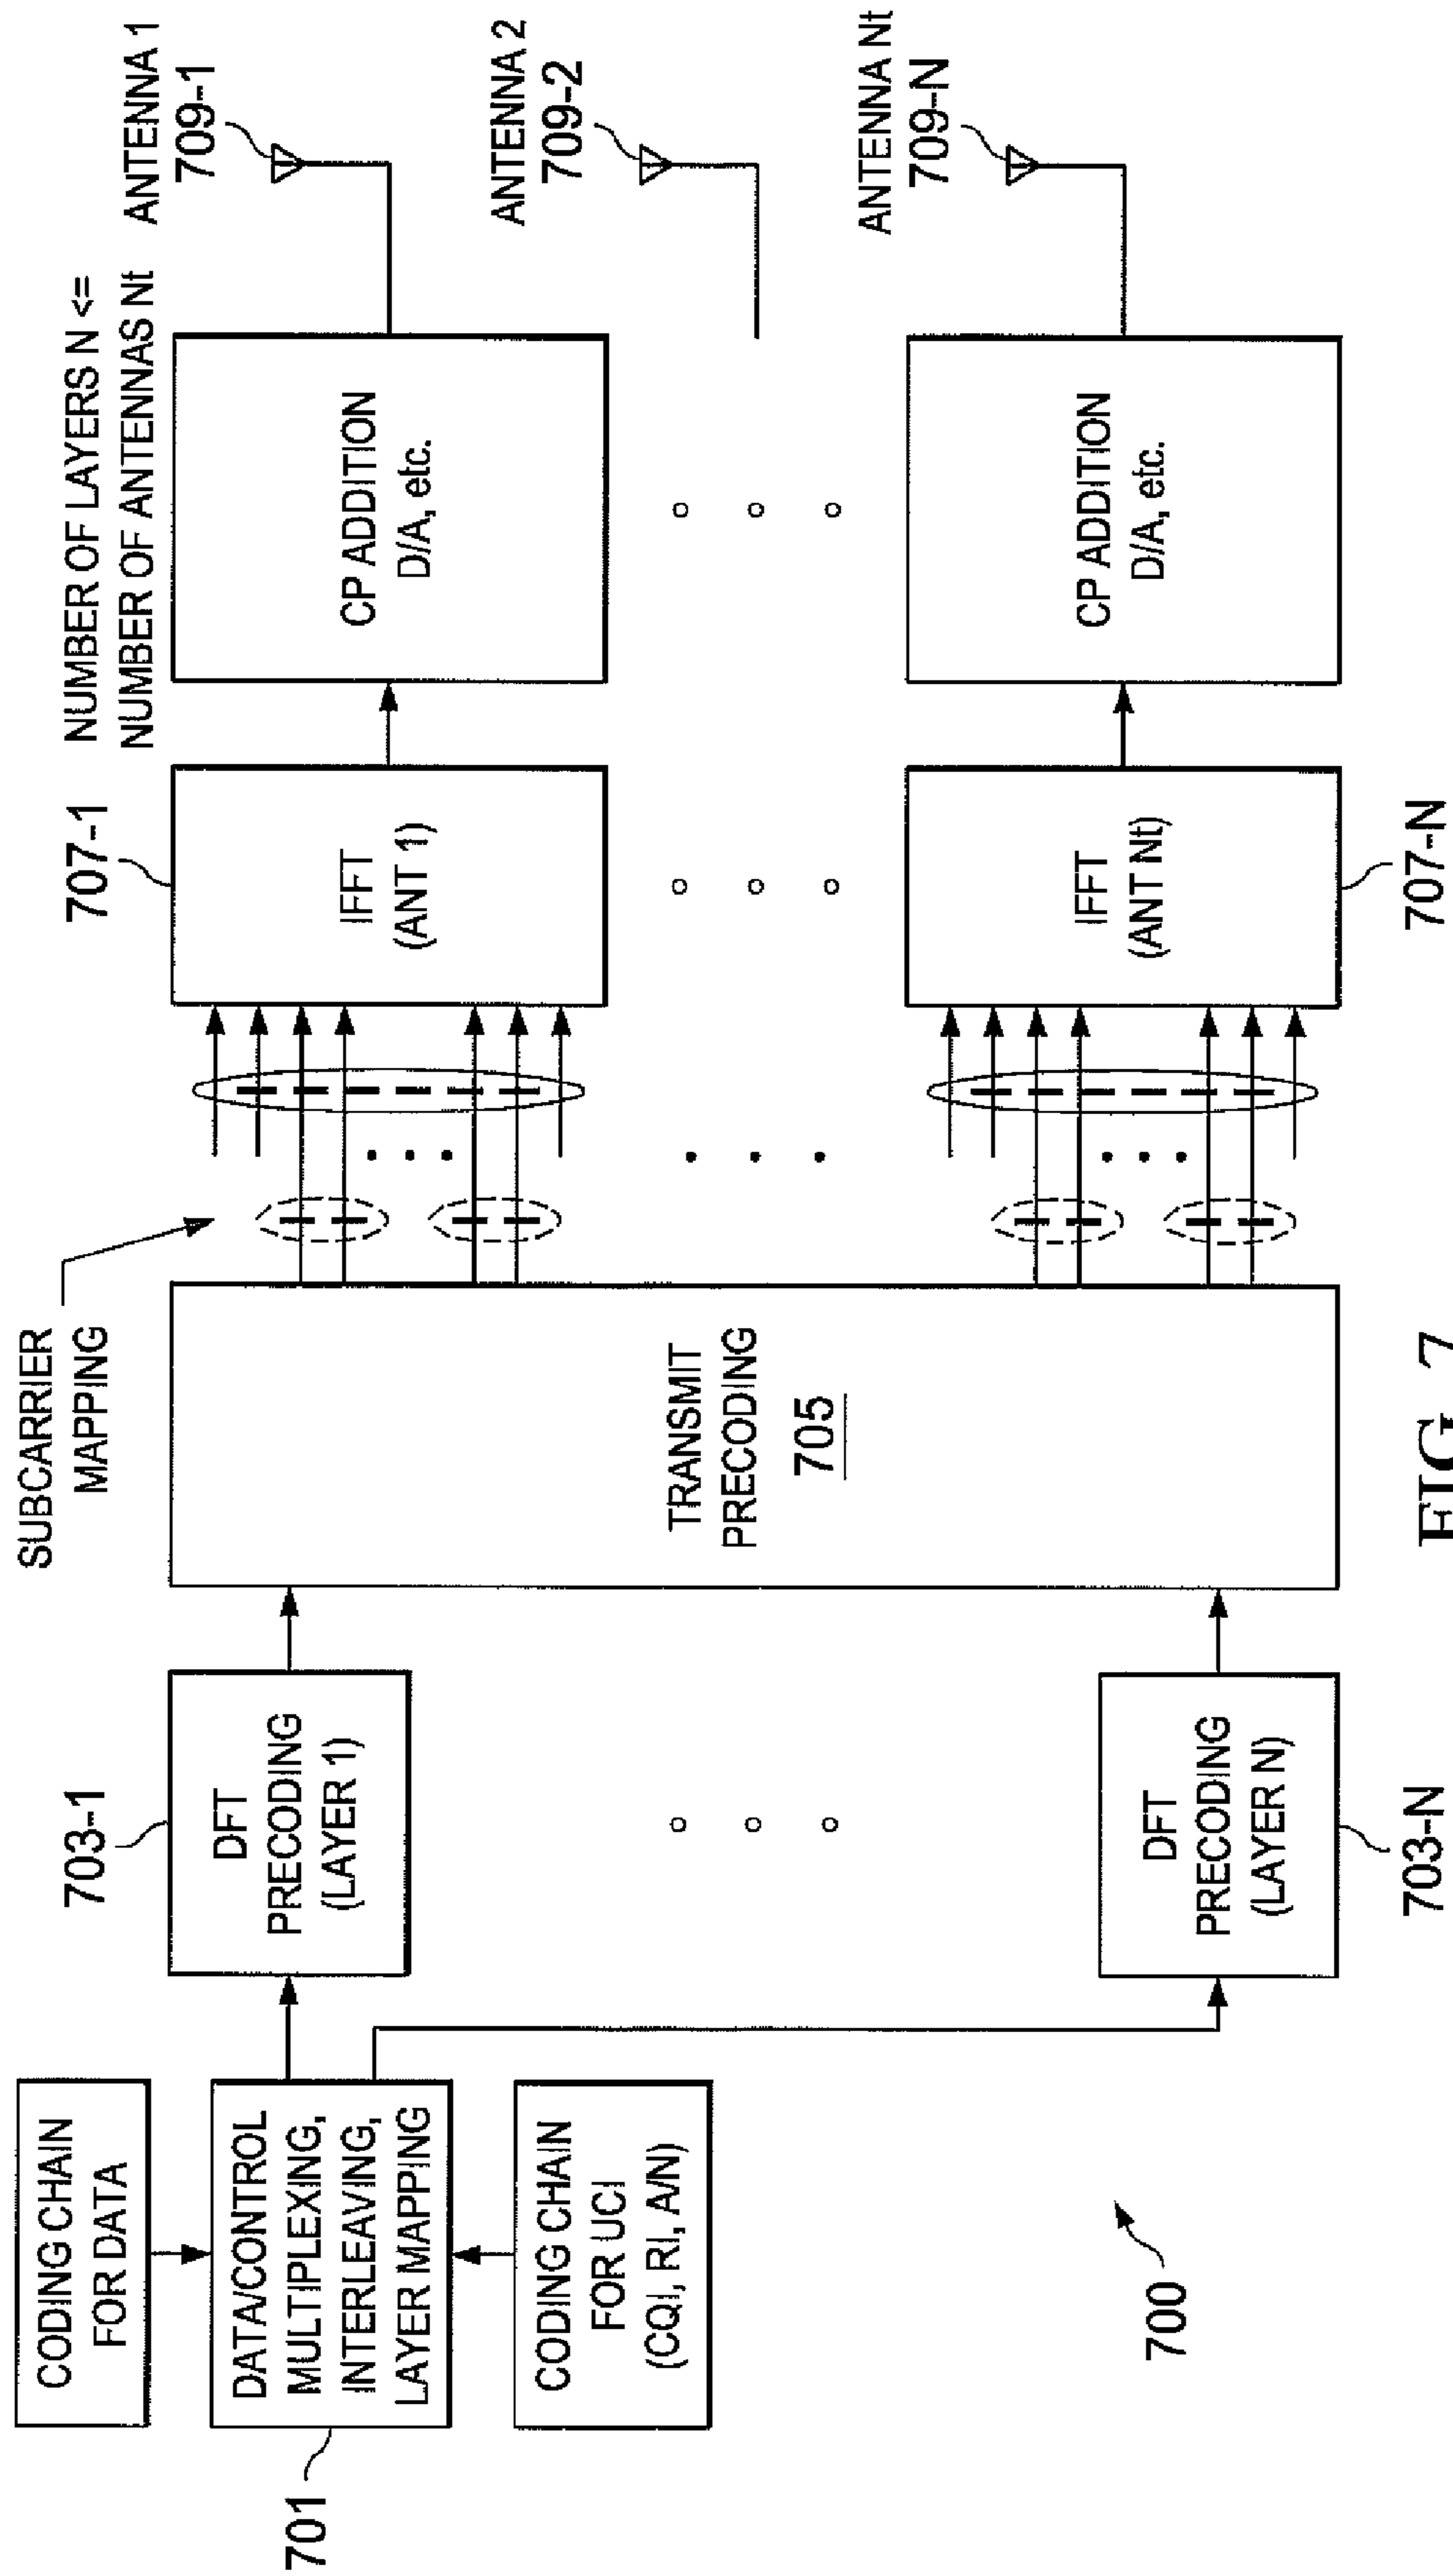 CODING CHAIN
FOR DATA
701
DATA/CONTROL
MULTIPLEXING,
INTERLEAVING,
LAYER MAPPING
CODING CHAIN
FOR UCI
(CQI, RI, A/N)
700
703-1
DFT
PRECODING
(LAYER 1)
DFT
PRECODING
(LAYER N)
703-N
SUBCARRIER
MAPPING
TRANSMIT
PRECODING
705
707-1
IFFT
(ANT 1)
IFFT
(ANT Nt)
707-N
NUMBER OF LAYERS N <=
NUMBER OF ANTENNAS Nt
CP ADDITION
D/A, etc.
CP ADDITION
D/A, etc.
ANTENNA 1
709-1
ANTENNA 2
709-2
ANTENNA Nt
709-N
FIG. 7